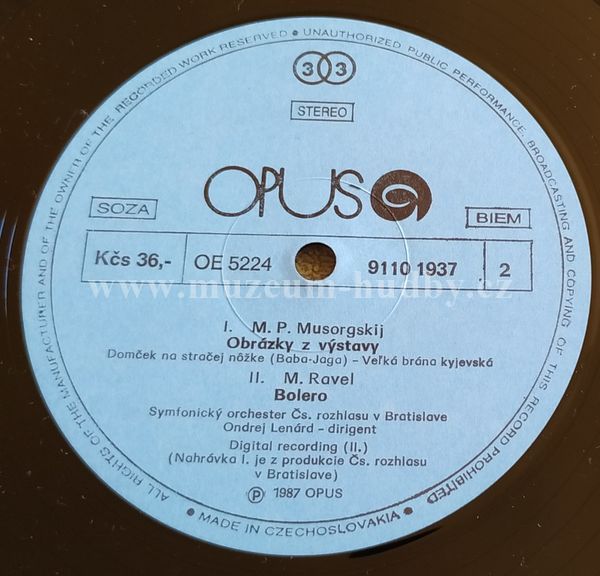 ALL RIGHTS OF THE MANUFACTURER AND OF THE OWNER OF THE RECORDED WORK RESERVED ● UNAUTHORIZED PUBLIC PERFORMANCE, BROADCASTING AND COPYING OF THIS RECORD PROHIBITED
33
STEREO
OPUS
SOZA
BIEM
Kčs 36,- OE 5224 9110 1937 2
www.muzeum-hudby.cz
I. M. P. Musorgskij
Obrázky z výstavy
Domček na stračej nôžke (Baba-Jaga) – Veľká brána kyjevská
II. M. Ravel
Bolero
Symfonický orchester Čs. rozhlasu v Bratislave
Ondrej Lenárd – dirigent
Digital recording (II.)
(Nahrávka I. je z produkcie Čs. rozhlasu
v Bratislave)
Ⓟ 1987 OPUS
● MADE IN CZECHOSLOVAKIA ●